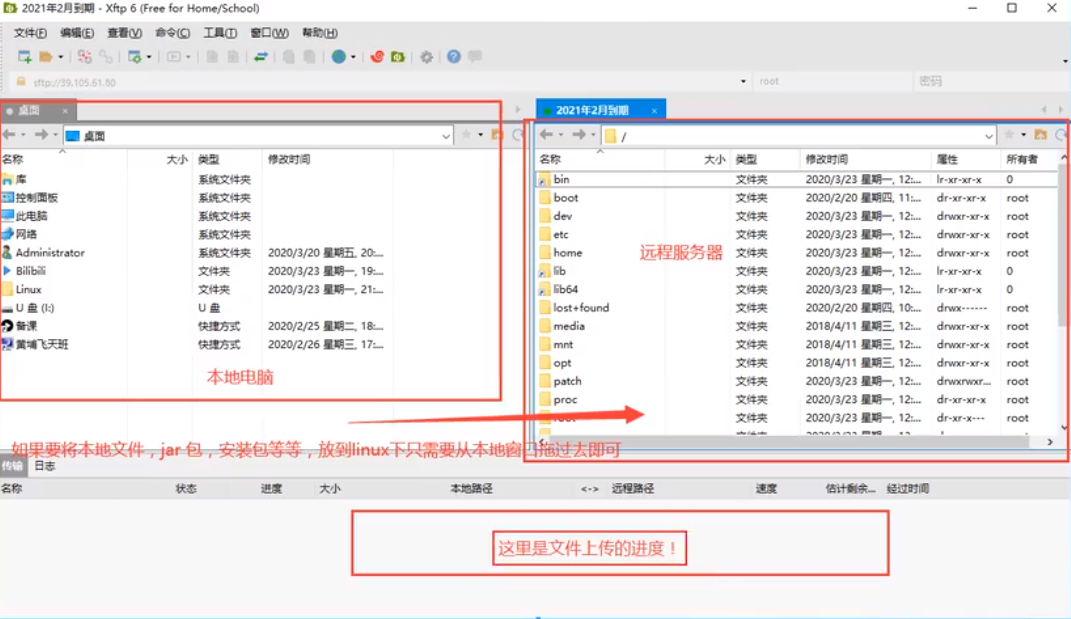 2021年2月到期 - Xftp 6 (Free for Home/School)
文件(F) 编辑(E) 查看(V) 命令(C) 工具(T) 窗口(W) 帮助(H)
sftp://39.105.61.80 root 密码
桌面 × 2021年2月到期 ×
桌面 /
名称 大小 类型 修改时间 名称 大小 类型 修改时间 属性 所有者
库 系统文件夹 bin 文件夹 2020/3/23 星期一, 12:... lr-xr-xr-x 0
控制面板 系统文件夹 boot 文件夹 2020/2/20 星期四, 11:... dr-xr-xr-x root
此电脑 系统文件夹 dev 文件夹 2020/3/23 星期一, 12:... drwxr-xr-x root
网络 系统文件夹 etc 文件夹 2020/3/23 星期一, 12:... drwxr-xr-x root
Administrator 系统文件夹 2020/3/20 星期五, 20:... home 远程服务器 文件夹 2020/3/23 星期一, 12:... drwxr-xr-x root
Bilibili 文件夹 2020/3/23 星期一, 19:... lib 文件夹 2020/3/23 星期一, 12:... lr-xr-xr-x 0
Linux 文件夹 2020/3/23 星期一, 21:... lib64 文件夹 2020/3/23 星期一, 12:... lr-xr-xr-x 0
U 盘 (I:) U 盘 lost+found 文件夹 2020/2/20 星期四, 10:... drwx------ root
备课 快捷方式 2020/2/25 星期二, 18:... media 文件夹 2018/4/11 星期三, 12:... drwxr-xr-x root
黄埔飞天班 快捷方式 2020/2/26 星期三, 17:... mnt 文件夹 2018/4/11 星期三, 12:... drwxr-xr-x root
opt 文件夹 2018/4/11 星期三, 12:... drwxr-xr-x root
本地电脑 patch 文件夹 2020/3/23 星期一, 12:... drwxrwxr... root
proc 文件夹 2020/3/23 星期一, 12:... dr-xr-xr-x root
root 文件夹 2020/3/23 星期一, 12:... dr-xr-x--- root
如果要将本地文件，jar 包，安装包等等，放到linux下只需要从本地窗口拖过去即可
传输 日志
名称 状态 进度 大小 本地路径 <-> 远程路径 速度 估计剩余... 经过时间
这里是文件上传的进度！